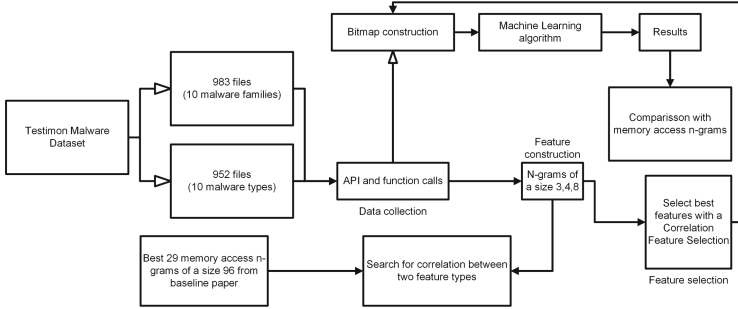 Bitmap construction
Machine Learning
algorithm
Results
983 files
(10 malware families)
Testimon Malware
Dataset
Comparisson with
memory access n-grams
952 files
(10 malware types)
API and function calls
Data collection
Feature
construction
N-grams of
a size 3,4,8
Select best
features with a
Correlation
Feature Selection
Feature selection
Best 29 memory access n-
grams of a size 96 from
baseline paper
Search for correlation between
two feature types